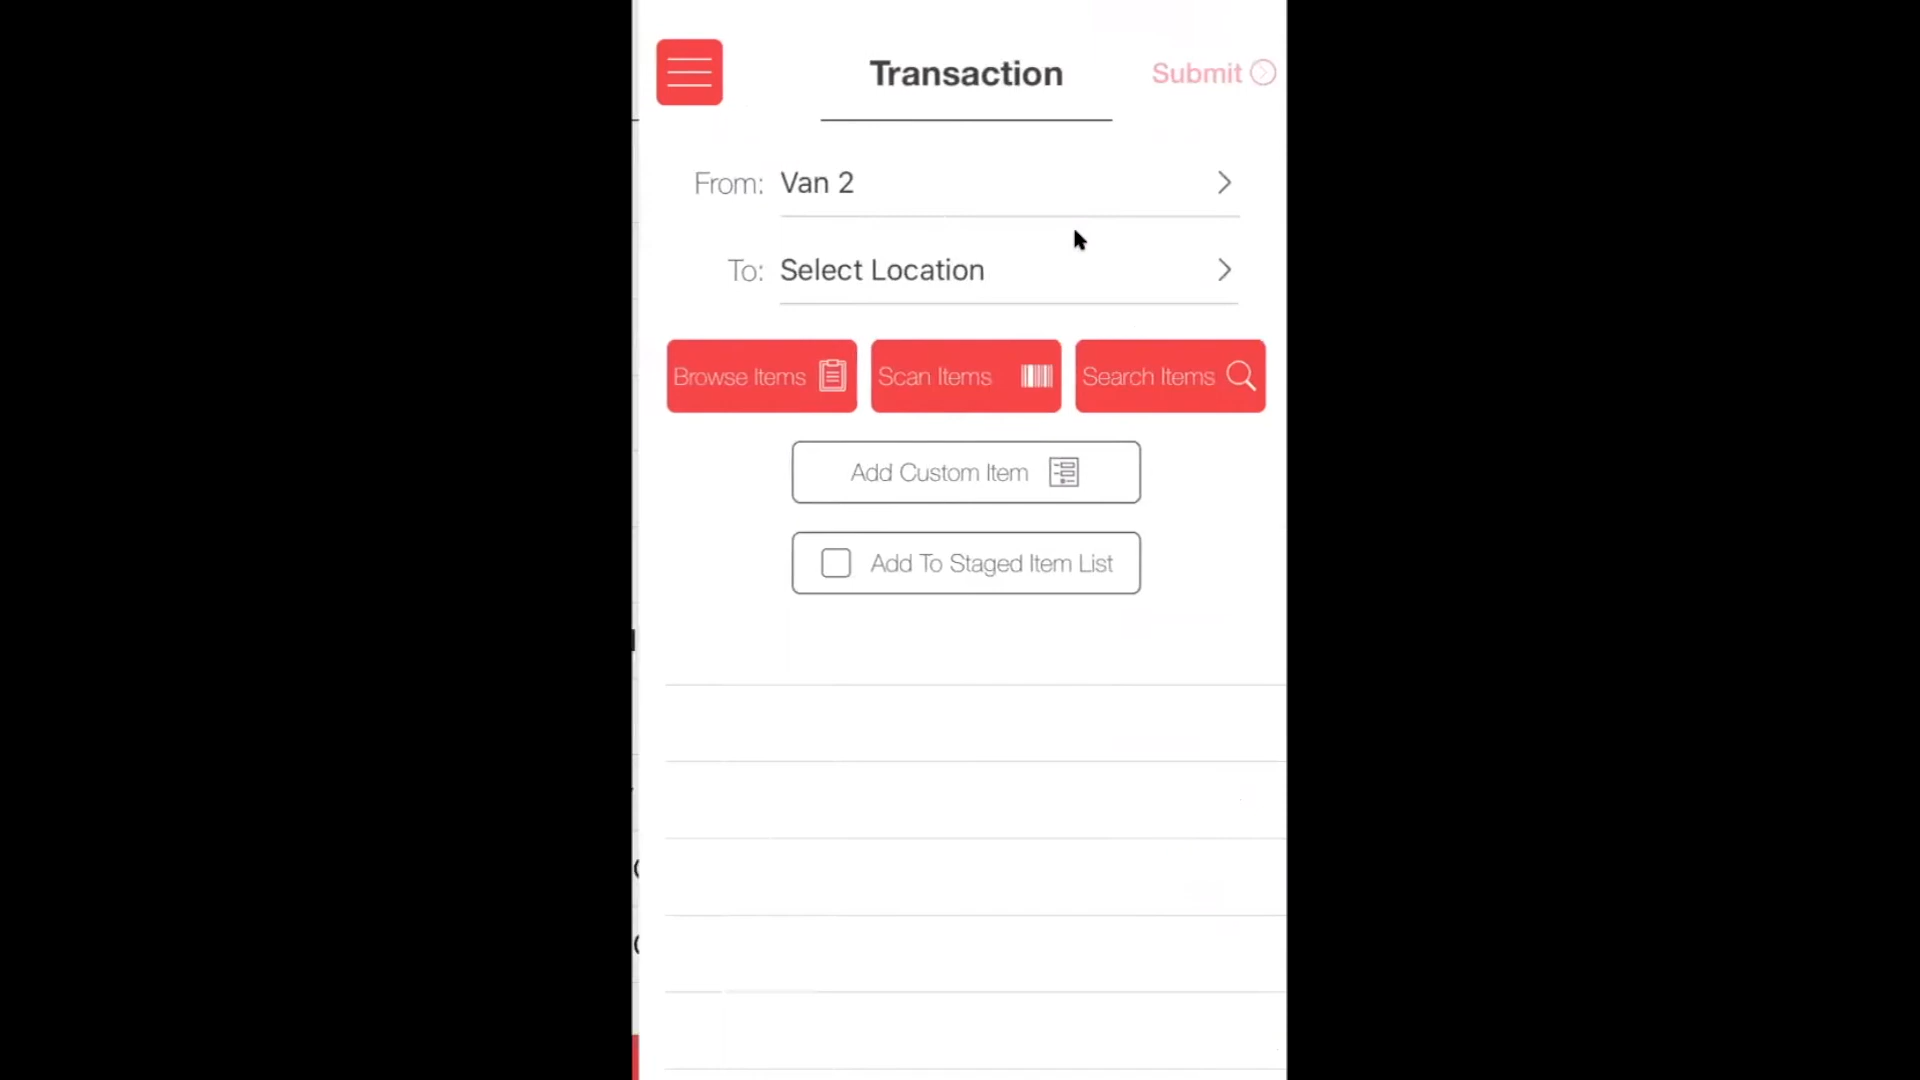 Transaction
Submit
From: Van 2
To: Select Location
Browse Items
Scan Items
Search Items
Add Custom Item
Add To Staged Item List